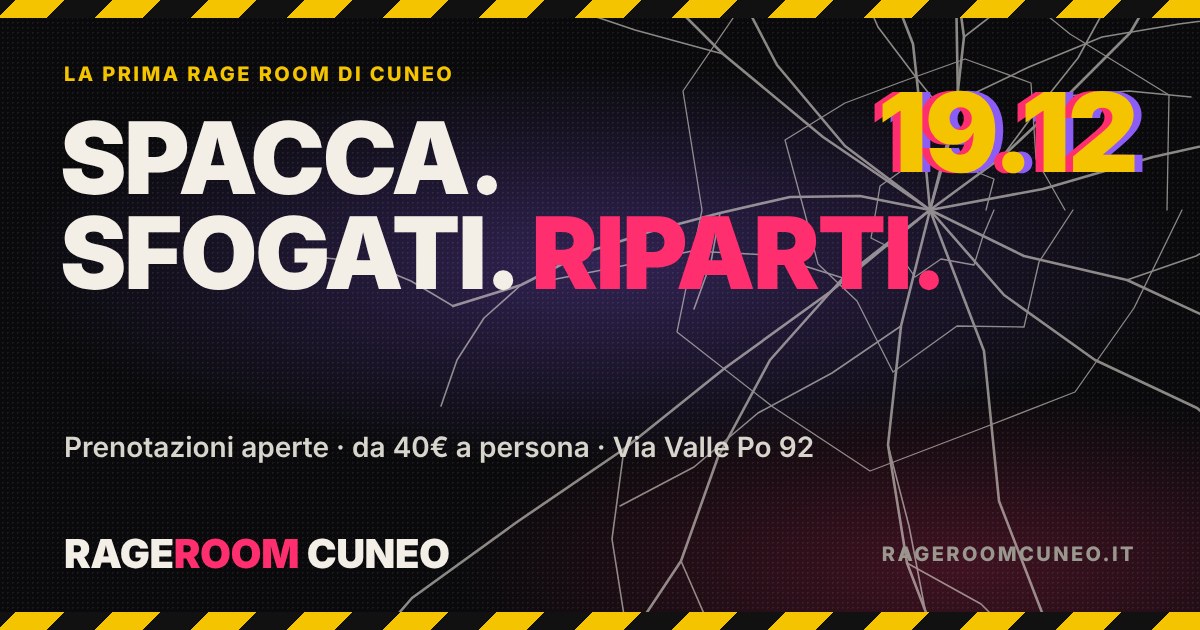 LA PRIMA RAGE ROOM DI CUNEO
19.12
SPACCA.
SFOGATI. RIPARTI.
Prenotazioni aperte · da 40€ a persona · Via Valle Po 92
RAGEROOM CUNEO
RAGEROOMCUNEO.IT